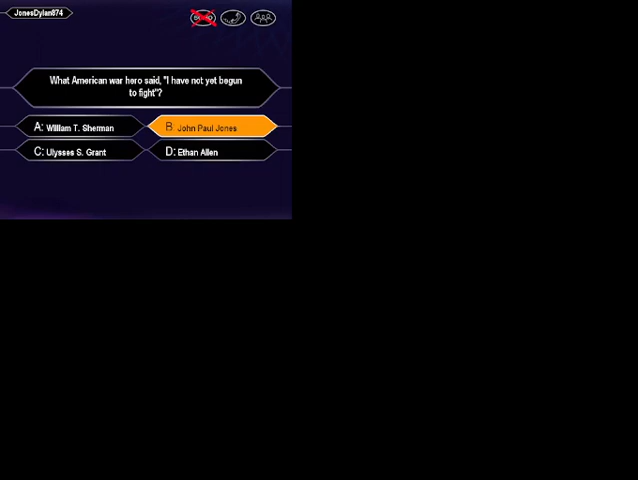 JonesDylan874
What American war hero said, "I have not yet begun
to fight"?
A: William T. Sherman
B: John Paul Jones
C: Ulysses S. Grant
D: Ethan Allen